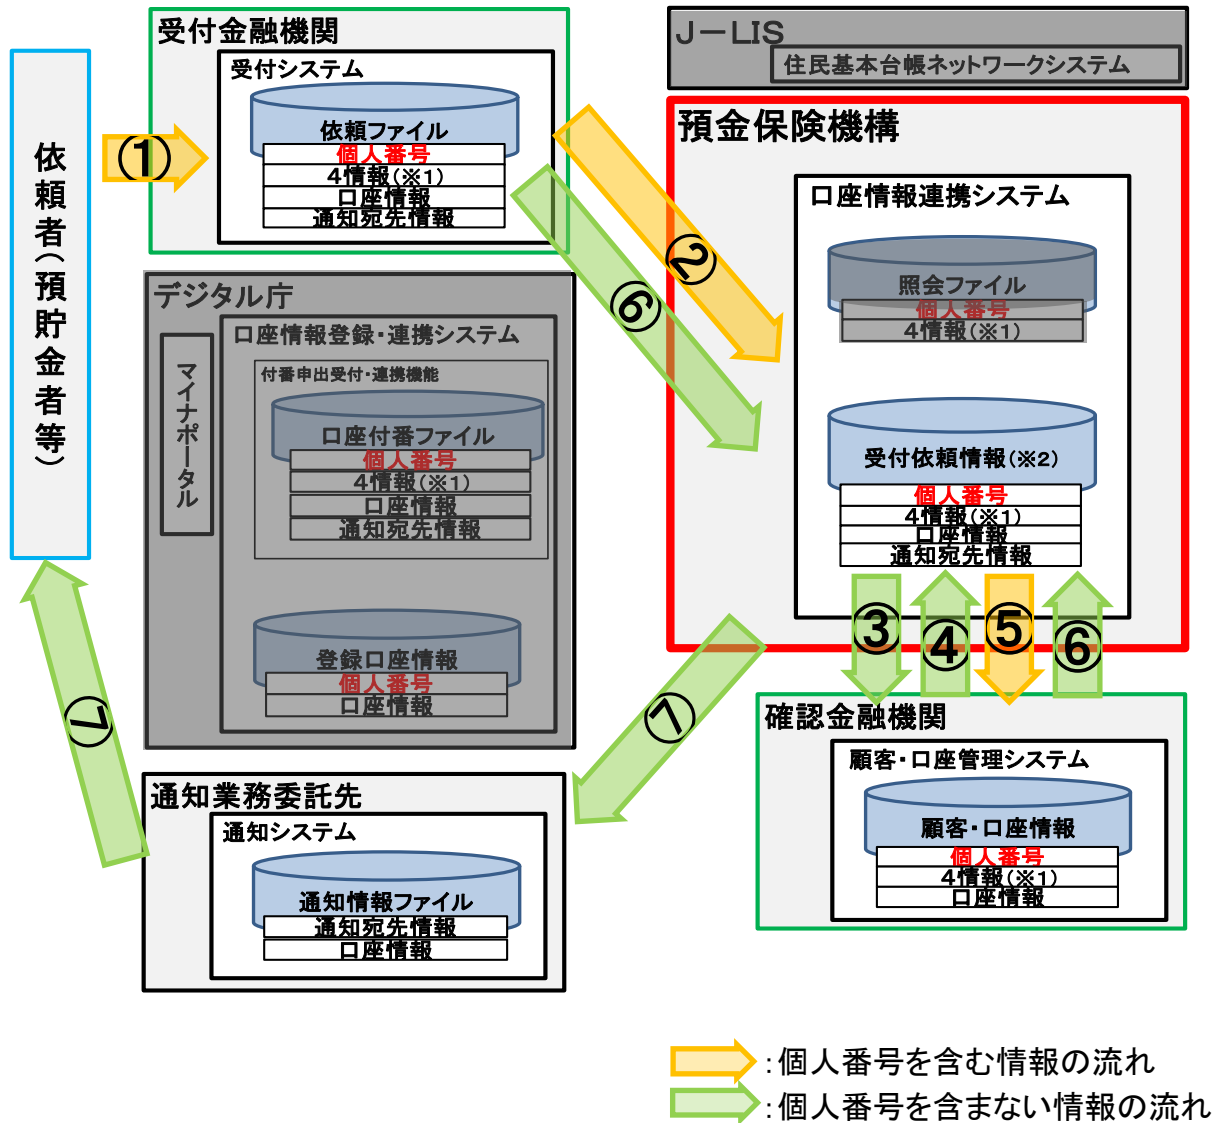 受付金融機関
受付システム
依頼ファイル
個人番号
4情報(※1)
口座情報
通知宛先情報
J－LIS
住民基本台帳ネットワークシステム
預金保険機構
口座情報連携システム
照会ファイル
個人番号
4情報(※1)
受付依頼情報(※2)
個人番号
4情報(※1)
口座情報
通知宛先情報
依頼者(預貯金者等)
①
②
⑥
デジタル庁
マイナポータル
口座情報登録・連携システム
付番申出受付・連携機能
口座付番ファイル
個人番号
4情報(※1)
口座情報
通知宛先情報
登録口座情報
個人番号
口座情報
③
④
⑤
⑥
⑦
⑦
確認金融機関
顧客・口座管理システム
顧客・口座情報
個人番号
4情報(※1)
口座情報
通知業務委託先
通知システム
通知情報ファイル
通知宛先情報
口座情報
:個人番号を含む情報の流れ
:個人番号を含まない情報の流れ